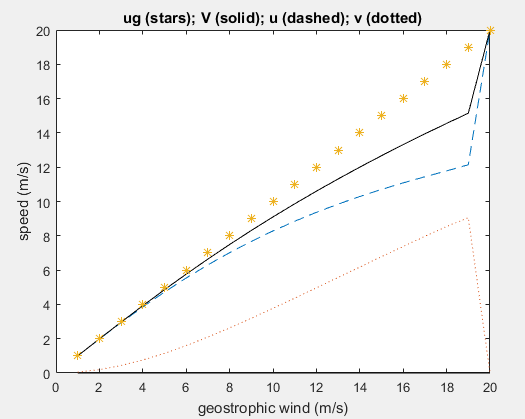 ug (stars); V (solid); u (dashed); v (dotted)
20
18
16
14
12
10
8
6
4
2
0
speed (m/s)
0 2 4 6 8 10 12 14 16 18 20
geostrophic wind (m/s)